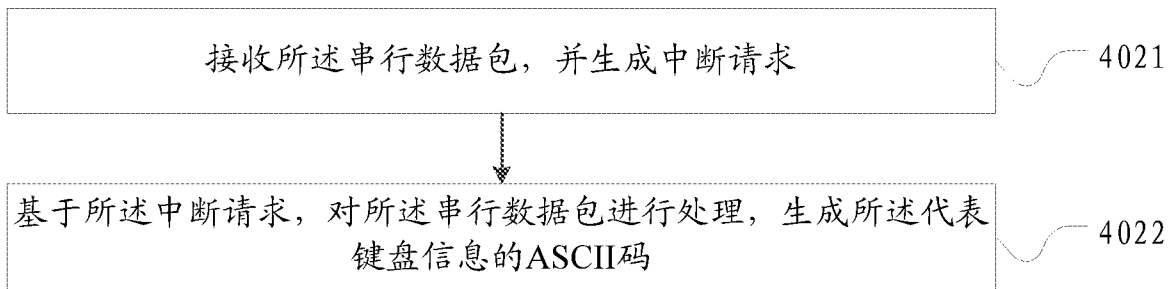 接收所述串行数据包，并生成中断请求
4021
基于所述中断请求，对所述串行数据包进行处理，生成所述代表
键盘信息的ASCII码
4022